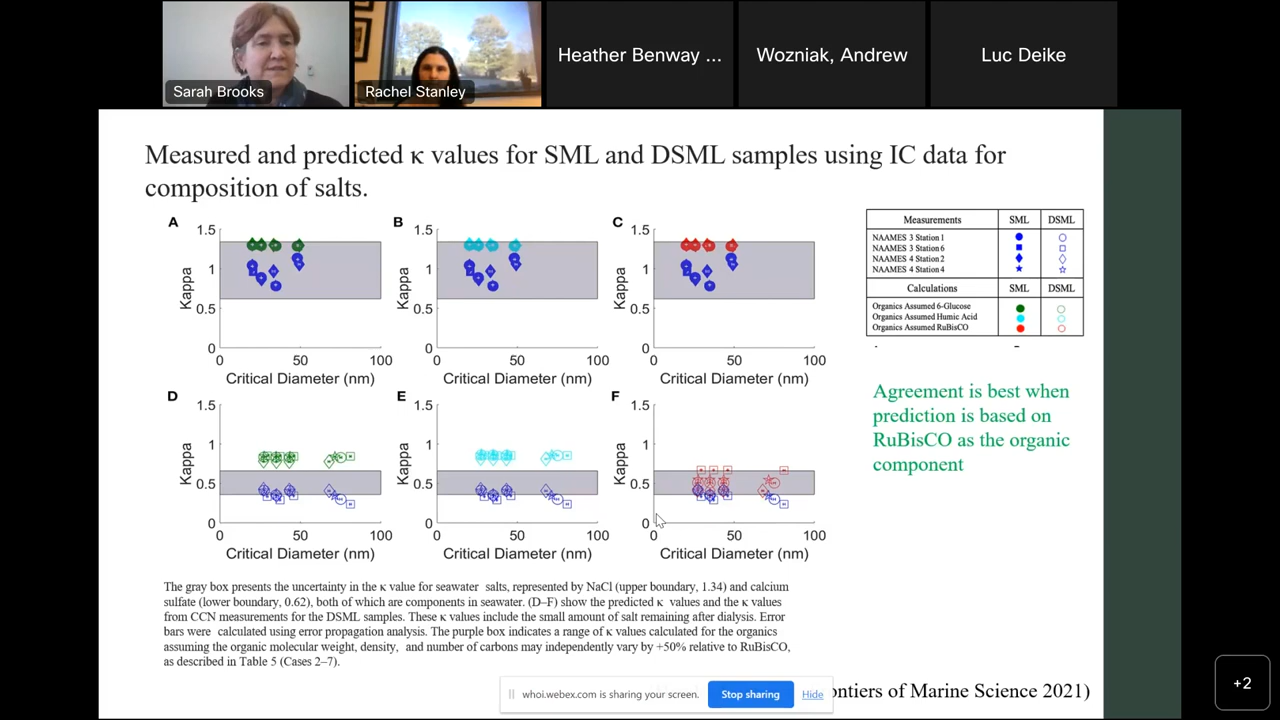 Sarah Brooks
Rachel Stanley
Heather Benway ...
Wozniak, Andrew
Luc Deike
Measured and predicted κ values for SML and DSML samples using IC data for
composition of salts.
A
1.5
1
0.5
0
Kappa
0 50 100
Critical Diameter (nm)
B
1.5
1
0.5
0
Kappa
0 50 100
Critical Diameter (nm)
C
1.5
1
0.5
0
Kappa
0 50 100
Critical Diameter (nm)
D
1.5
1
0.5
0
Kappa
0 50 100
Critical Diameter (nm)
E
1.5
1
0.5
0
Kappa
0 50 100
Critical Diameter (nm)
F
1.5
1
0.5
0
Kappa
0 50 100
Critical Diameter (nm)
Measurements SML DSML
NAAMES 3 Station 1
NAAMES 3 Station 6
NAAMES 4 Station 2
NAAMES 4 Station 4
Calculations SML DSML
Organics Assumed 6-Glucose
Organics Assumed Humic Acid
Organics Assumed RuBisCO
Agreement is best when
prediction is based on
RuBisCO as the organic
component
The gray box presents the uncertainty in the κ value for seawater salts, represented by NaCl (upper boundary, 1.34) and calcium
sulfate (lower boundary, 0.62), both of which are components in seawater. (D–F) show the predicted κ values and the κ values
from CCN measurements for the DSML samples. These κ values include the small amount of salt remaining after dialysis. Error
bars were calculated using error propagation analysis. The purple box indicates a range of κ values calculated for the organics
assuming the organic molecular weight, density, and number of carbons may independently vary by +50% relative to RuBisCO,
as described in Table 5 (Cases 2–7).
whoi.webex.com is sharing your screen.
Stop sharing
Hide
ontiers of Marine Science 2021)
+2